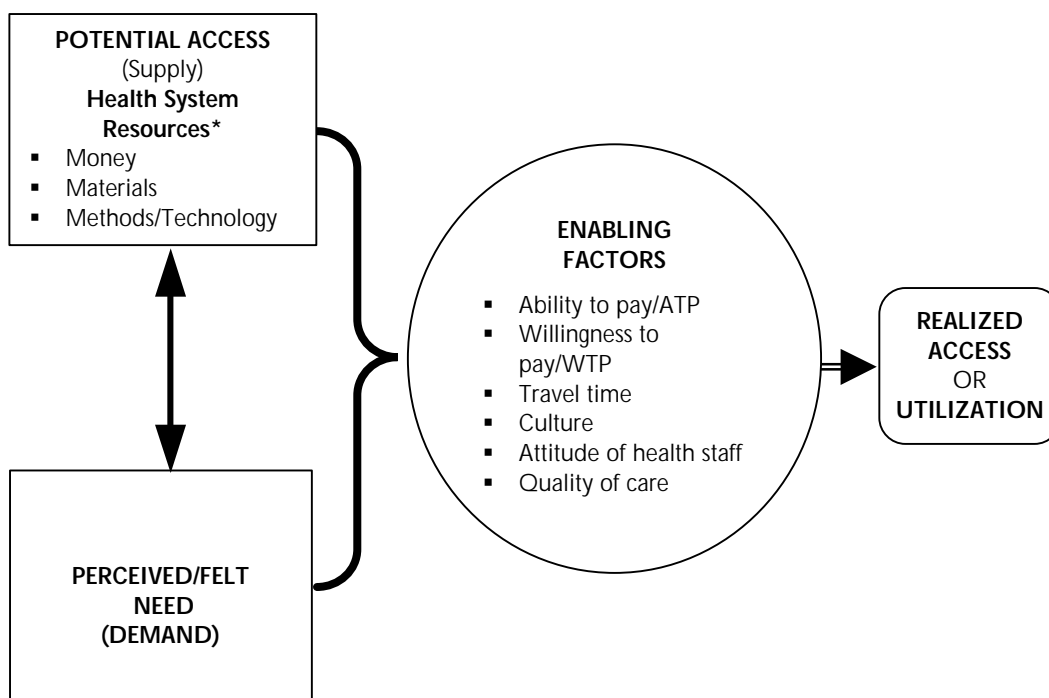 POTENTIAL ACCESS
(Supply)
Health System
Resources*
▪ Money
▪ Materials
▪ Methods/Technology
ENABLING
FACTORS
▪ Ability to pay/ATP
▪ Willingness to
pay/WTP
▪ Travel time
▪ Culture
▪ Attitude of health staff
▪ Quality of care
REALIZED
ACCESS
OR
UTILIZATION
PERCEIVED/FELT
NEED
(DEMAND)